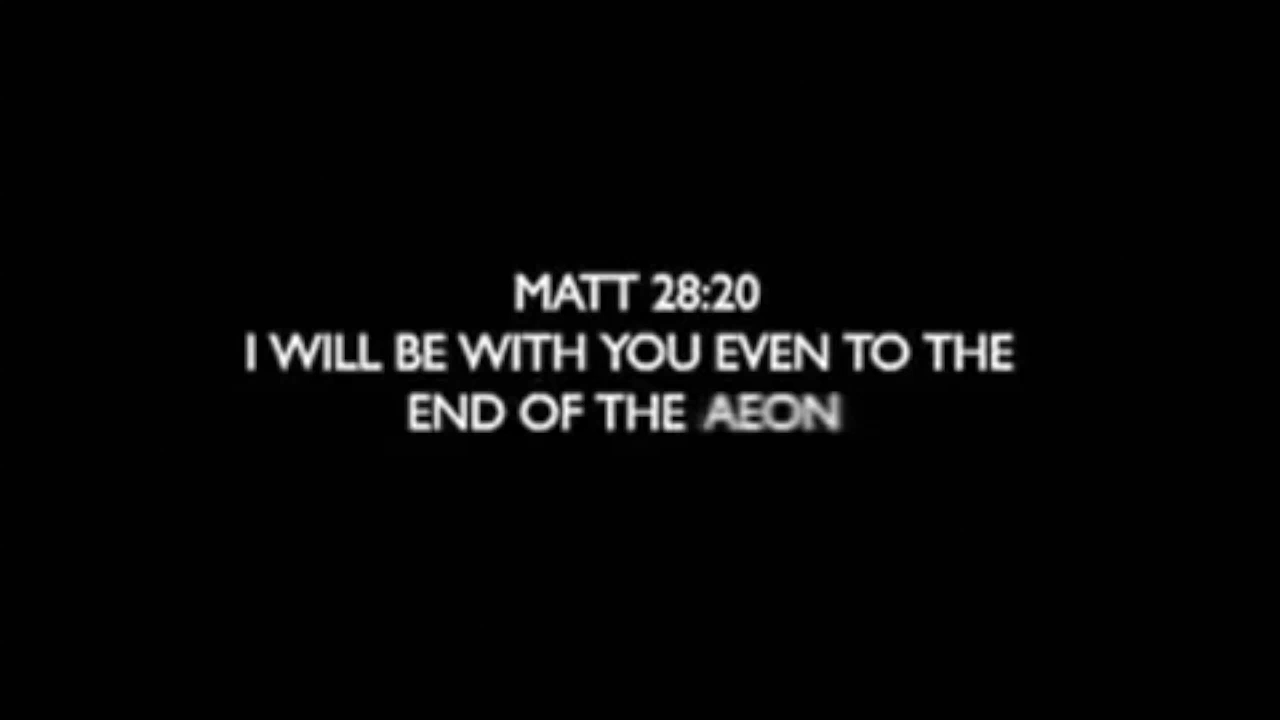 MATT 28:20
I WILL BE WITH YOU EVEN TO THE
END OF THE AEON